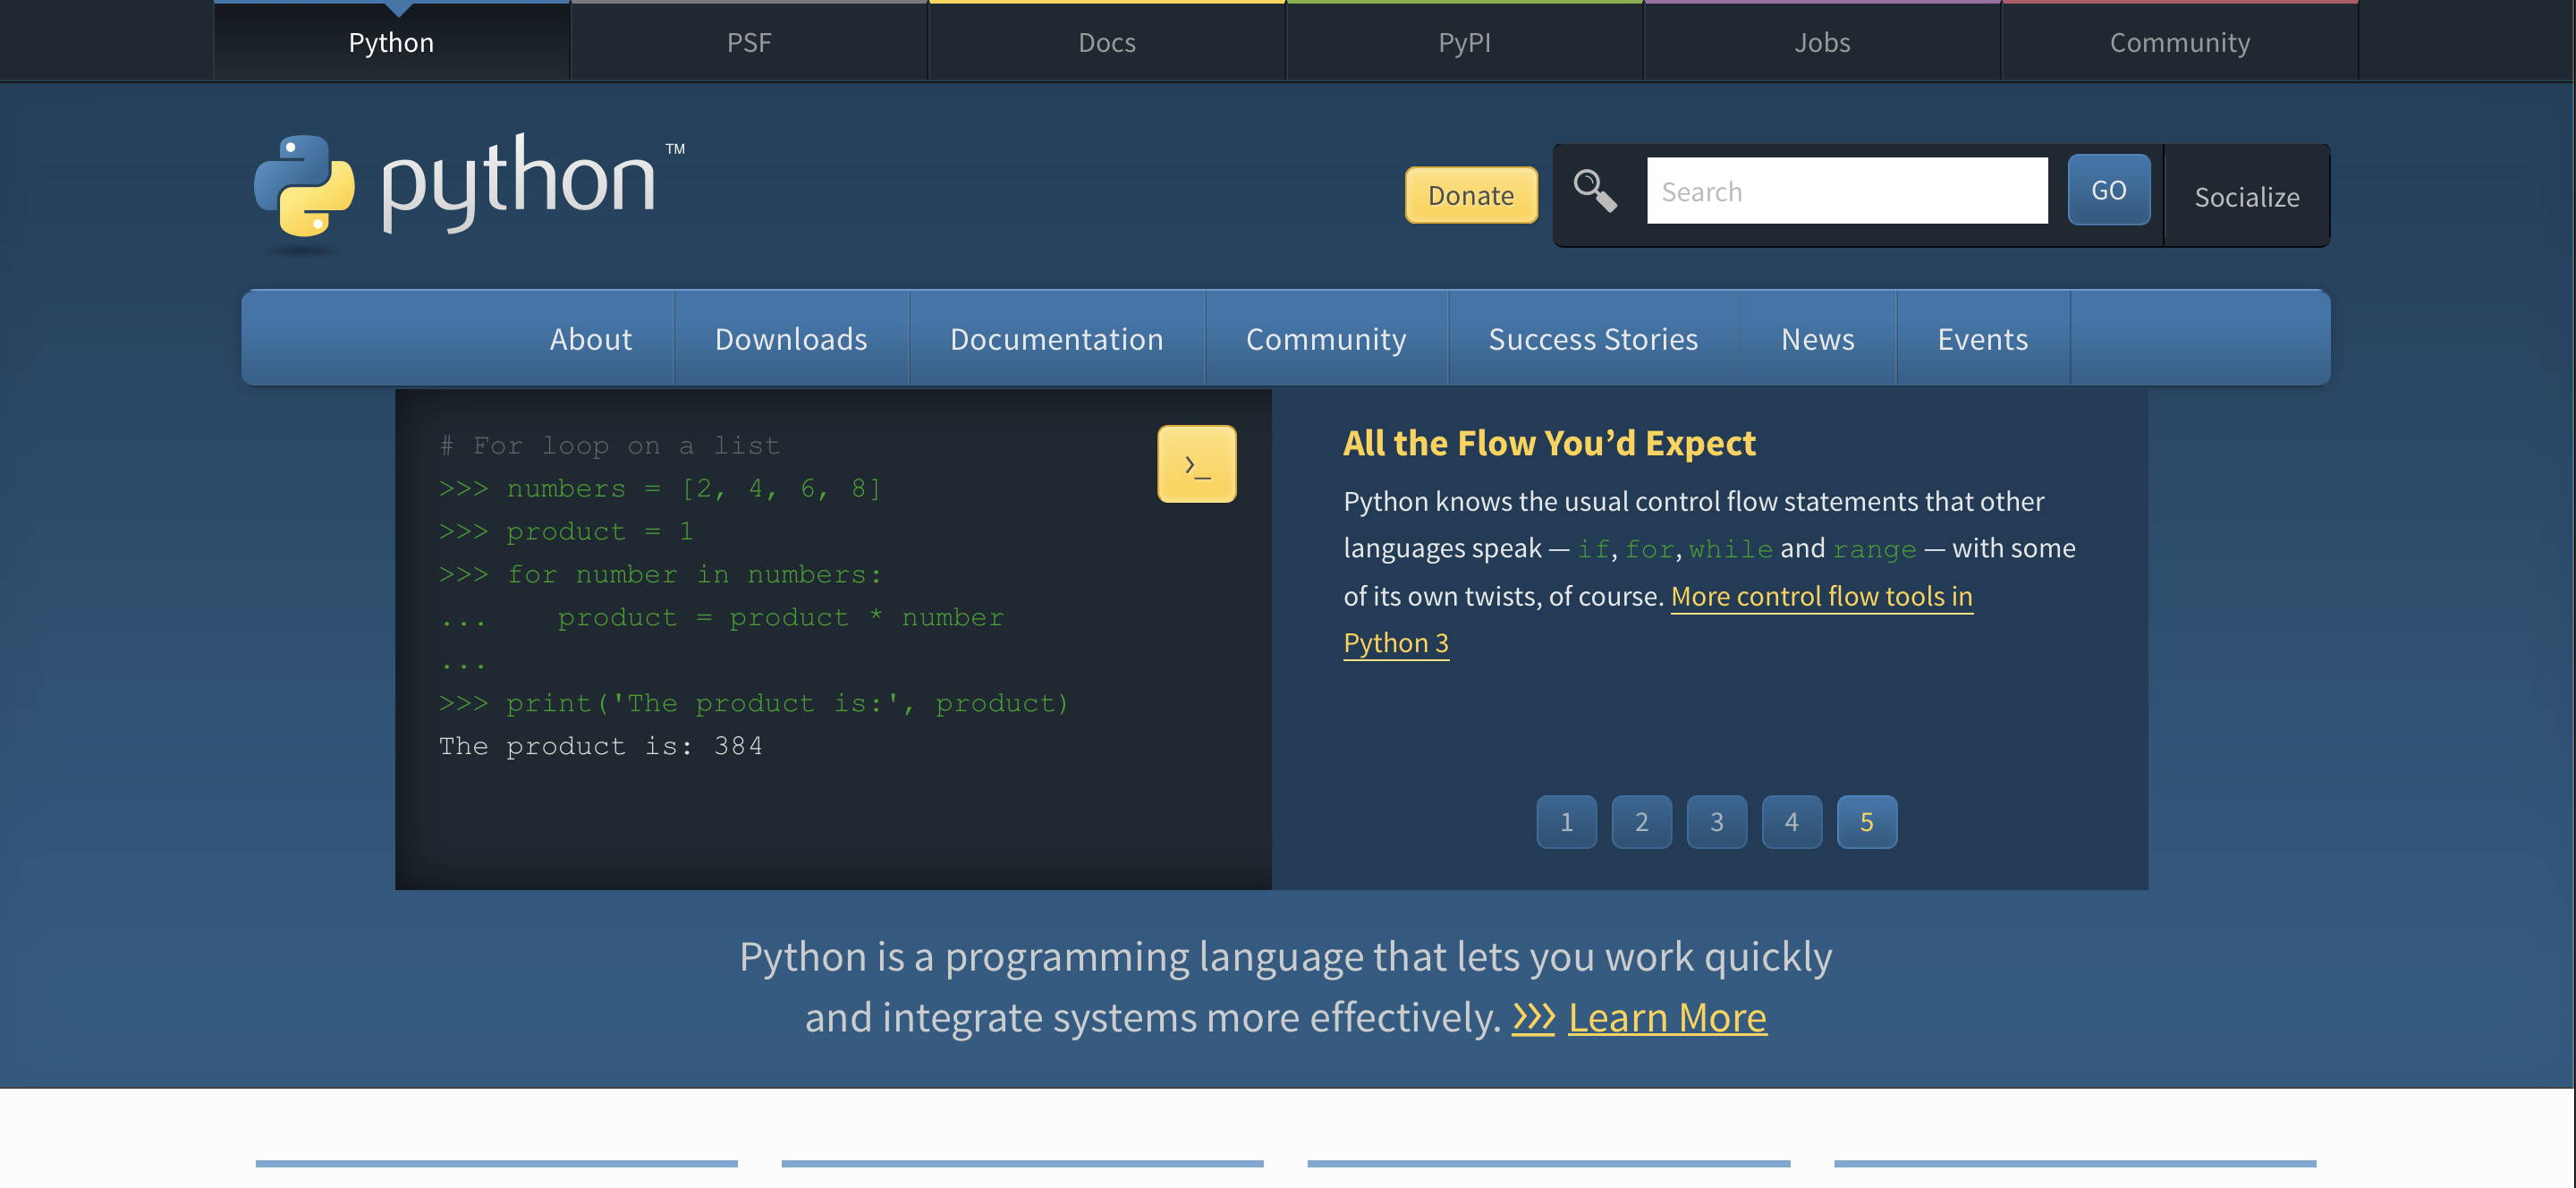 Python
PSF
Docs
PyPI
Jobs
Community
python™
Donate
Search
GO
Socialize
About
Downloads
Documentation
Community
Success Stories
News
Events
# For loop on a list
>>> numbers = [2, 4, 6, 8]
>>> product = 1
>>> for number in numbers:
...    product = product * number
...
>>> print('The product is:', product)
The product is: 384
>_
All the Flow You’d Expect
Python knows the usual control flow statements that other
languages speak — if, for, while and range — with some
of its own twists, of course. More control flow tools in
Python 3
1
2
3
4
5
Python is a programming language that lets you work quickly
and integrate systems more effectively. >>> Learn More